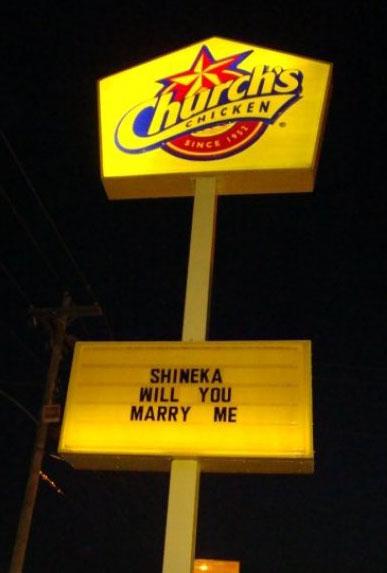 Church's
CHICKEN
SINCE 1952
SHINEKA
WILL YOU
MARRY ME